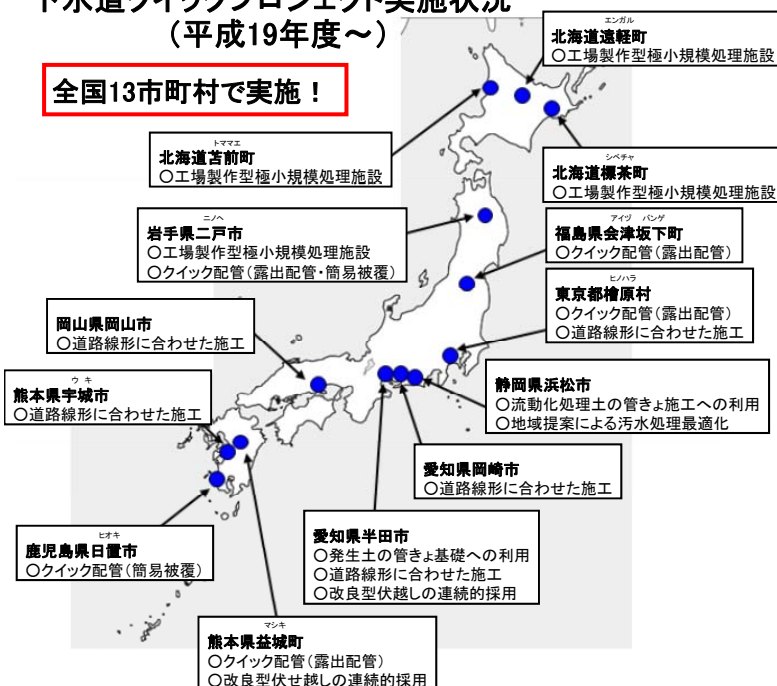 下水道クイックプロジェクト実施状況
(平成19年度～)
全国13市町村で実施！
エンガル
北海道遠軽町
○工場製作型極小規模処理施設
トママエ
北海道苫前町
○工場製作型極小規模処理施設
シベチャ
北海道標茶町
○工場製作型極小規模処理施設
ニノヘ
岩手県二戸市
○工場製作型極小規模処理施設
○クイック配管(露出配管・簡易被覆)
アイヅ バンゲ
福島県会津坂下町
○クイック配管(露出配管)
ヒノハラ
東京都檜原村
○クイック配管(露出配管)
○道路線形に合わせた施工
岡山県岡山市
○道路線形に合わせた施工
ウキ
熊本県宇城市
○道路線形に合わせた施工
静岡県浜松市
○流動化処理土の管きょ施工への利用
○地域提案による汚水処理最適化
愛知県岡崎市
○道路線形に合わせた施工
愛知県半田市
○発生土の管きょ基礎への利用
○道路線形に合わせた施工
○改良型伏越しの連続的採用
ヒオキ
鹿児島県日置市
○クイック配管(簡易被覆)
マシキ
熊本県益城町
○クイック配管(露出配管)
○改良型伏せ越しの連続的採用